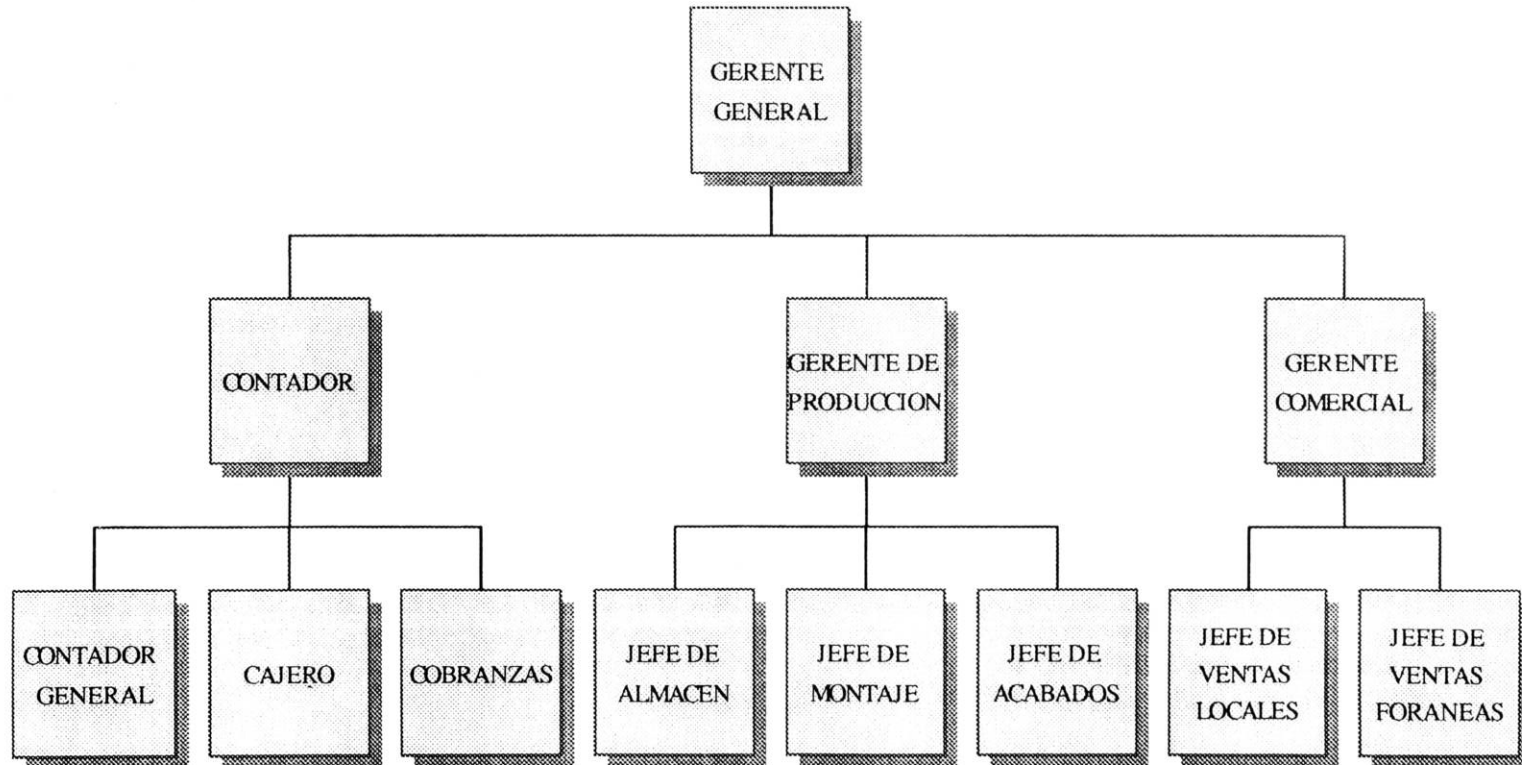 GERENTE
GENERAL
CONTADOR
GERENTE DE
PRODUCCION
GERENTE
COMERCIAL
CONTADOR
GENERAL
CAJERO
COBRANZAS
JEFE DE
ALMACEN
JEFE DE
MONTAJE
JEFE DE
ACABADOS
JEFE DE
VENTAS
LOCALES
JEFE DE
VENTAS
FORANEAS